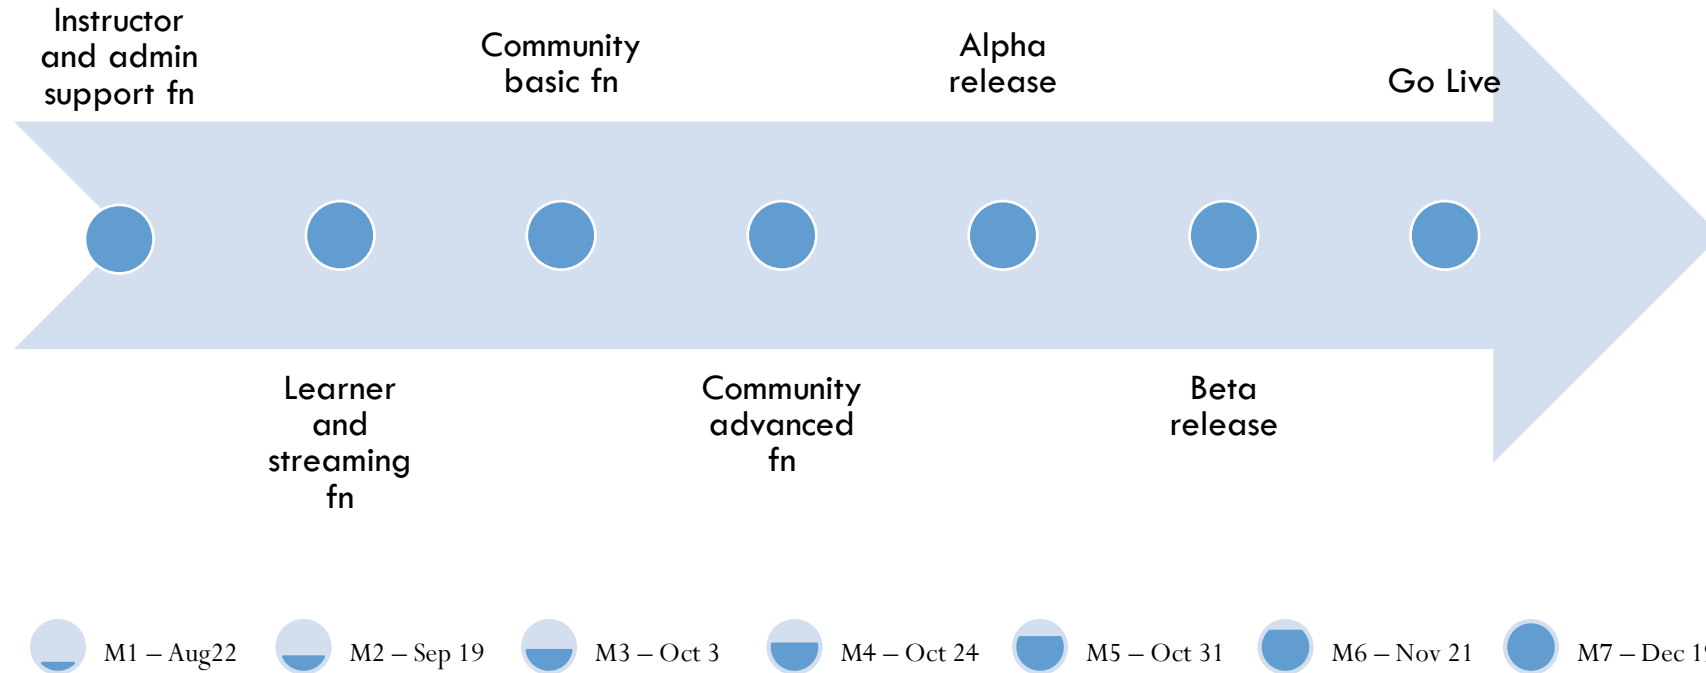 Instructor
and admin
support fn
Community
basic fn
Alpha
release
Go Live
Learner
and
streaming
fn
Community
advanced
fn
Beta
release
M1 – Aug22
M2 – Sep 19
M3 – Oct 3
M4 – Oct 24
M5 – Oct 31
M6 – Nov 21
M7 – Dec 19